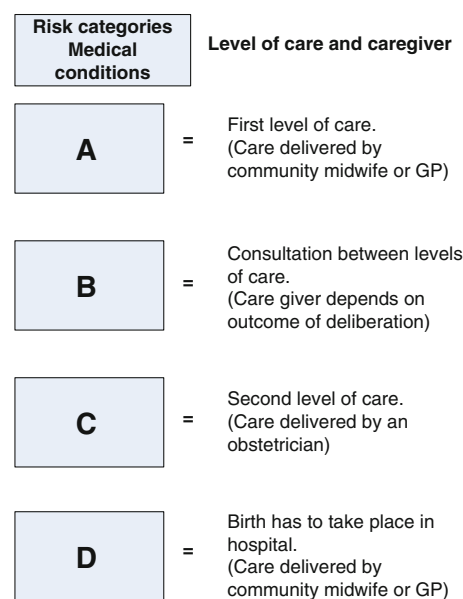 Risk categories
Medical
conditions
Level of care and caregiver
A
=
First level of care.
(Care delivered by
community midwife or GP)
B
=
Consultation between levels
of care.
(Care giver depends on
outcome of deliberation)
C
=
Second level of care.
(Care delivered by an
obstetrician)
D
=
Birth has to take place in
hospital.
(Care delivered by
community midwife or GP)